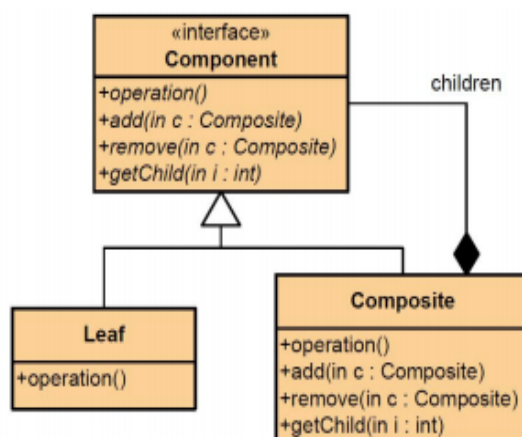 «interface»
Component
+operation()
+add(in c : Composite)
+remove(in c : Composite)
+getChild(in i : int)
children
Leaf
+operation()
Composite
+operation()
+add(in c : Composite)
+remove(in c : Composite)
+getChild(in i : int)